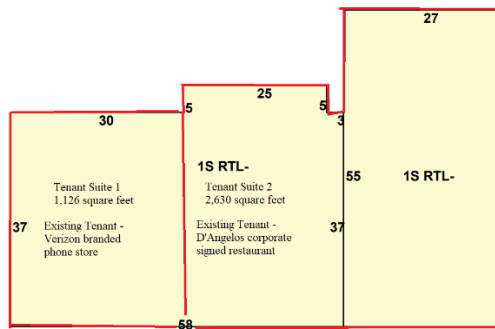 27
25
5
5
30
3
1S RTL-
Tenant Suite 1
1,126 square feet
Tenant Suite 2
2,630 square feet
55
1S RTL-
37
Existing Tenant -
Verizon branded
phone store
Existing Tenant -
D'Angelos corporate
signed restaurant
37
58